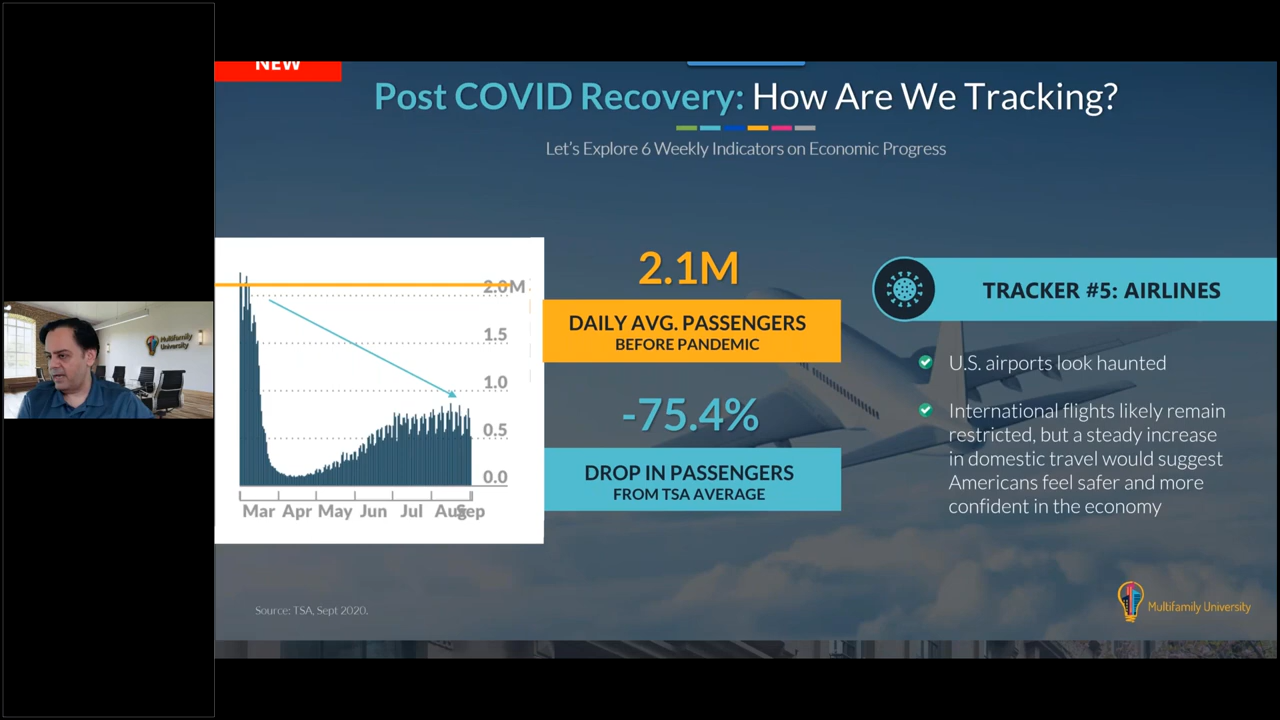 NEW
Post COVID Recovery: How Are We Tracking?
Let's Explore 6 Weekly Indicators on Economic Progress
Multifamily
University
2.0M
1.5
1.0
0.5
0.0
Mar Apr May Jun Jul Aug Sep
2.1M
DAILY AVG. PASSENGERS
BEFORE PANDEMIC
-75.4%
DROP IN PASSENGERS
FROM TSA AVERAGE
TRACKER #5: AIRLINES
U.S. airports look haunted
International flights likely remain
restricted, but a steady increase
in domestic travel would suggest
Americans feel safer and more
confident in the economy
Source: TSA, Sept 2020.
Multifamily University